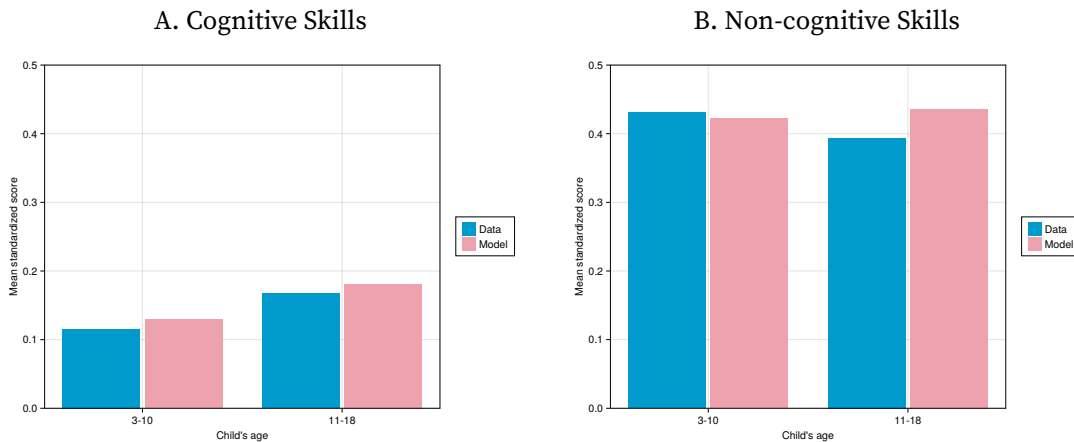 A. Cognitive Skills
0.5
0.4
0.3
0.2
0.1
0.0
Mean standardized score
3-10
11-18
Child's age
Data
Model
B. Non-cognitive Skills
0.5
0.4
0.3
0.2
0.1
0.0
Mean standardized score
3-10
11-18
Child's age
Data
Model